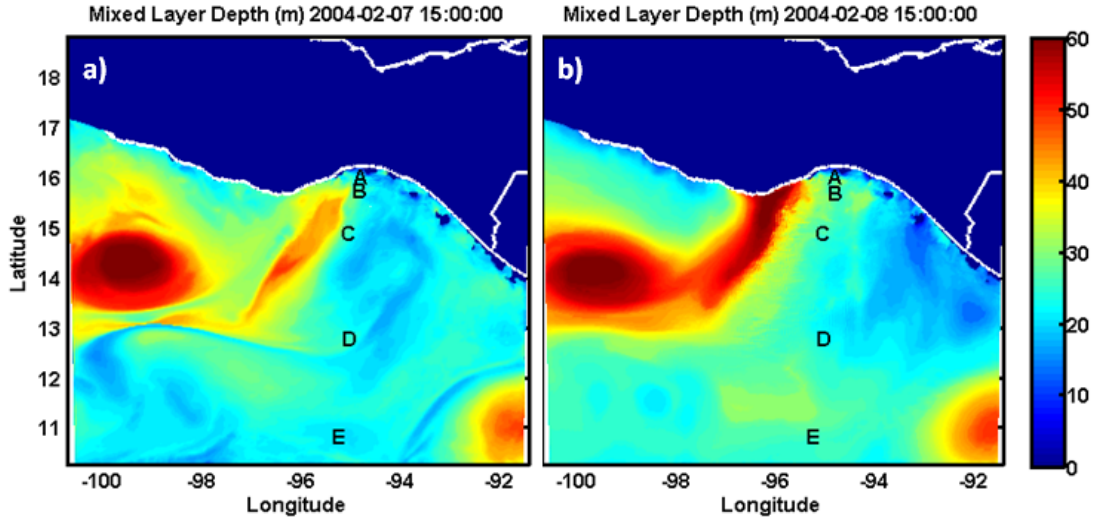 Mixed Layer Depth (m) 2004-02-07 15:00:00
Mixed Layer Depth (m) 2004-02-08 15:00:00
a)
b)
Latitude
18
17
16
15
14
13
12
11
A
B
C
D
E
A
B
C
D
E
60
50
40
30
20
10
0
-100 -98 -96 -94 -92
-100 -98 -96 -94 -92
Longitude
Longitude